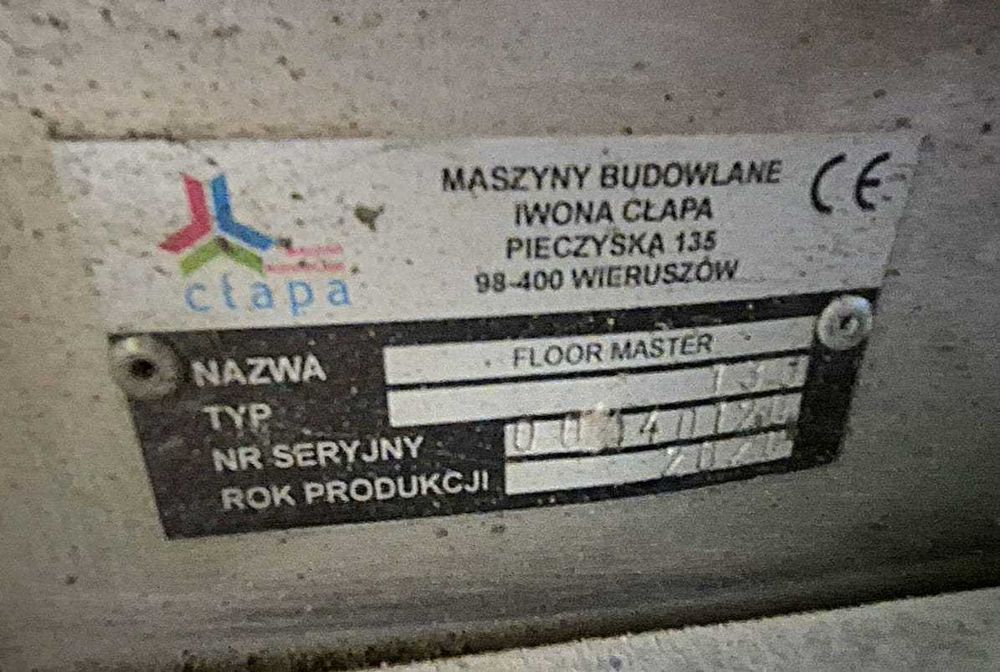 MASZYNY BUDOWLANE
IWONA CŁAPA
PIECZYSKA 135
98-400 WIERUSZÓW
CE
cłapa
NAZWA FLOOR MASTER
TYP
NR SERYJNY
ROK PRODUKCJI